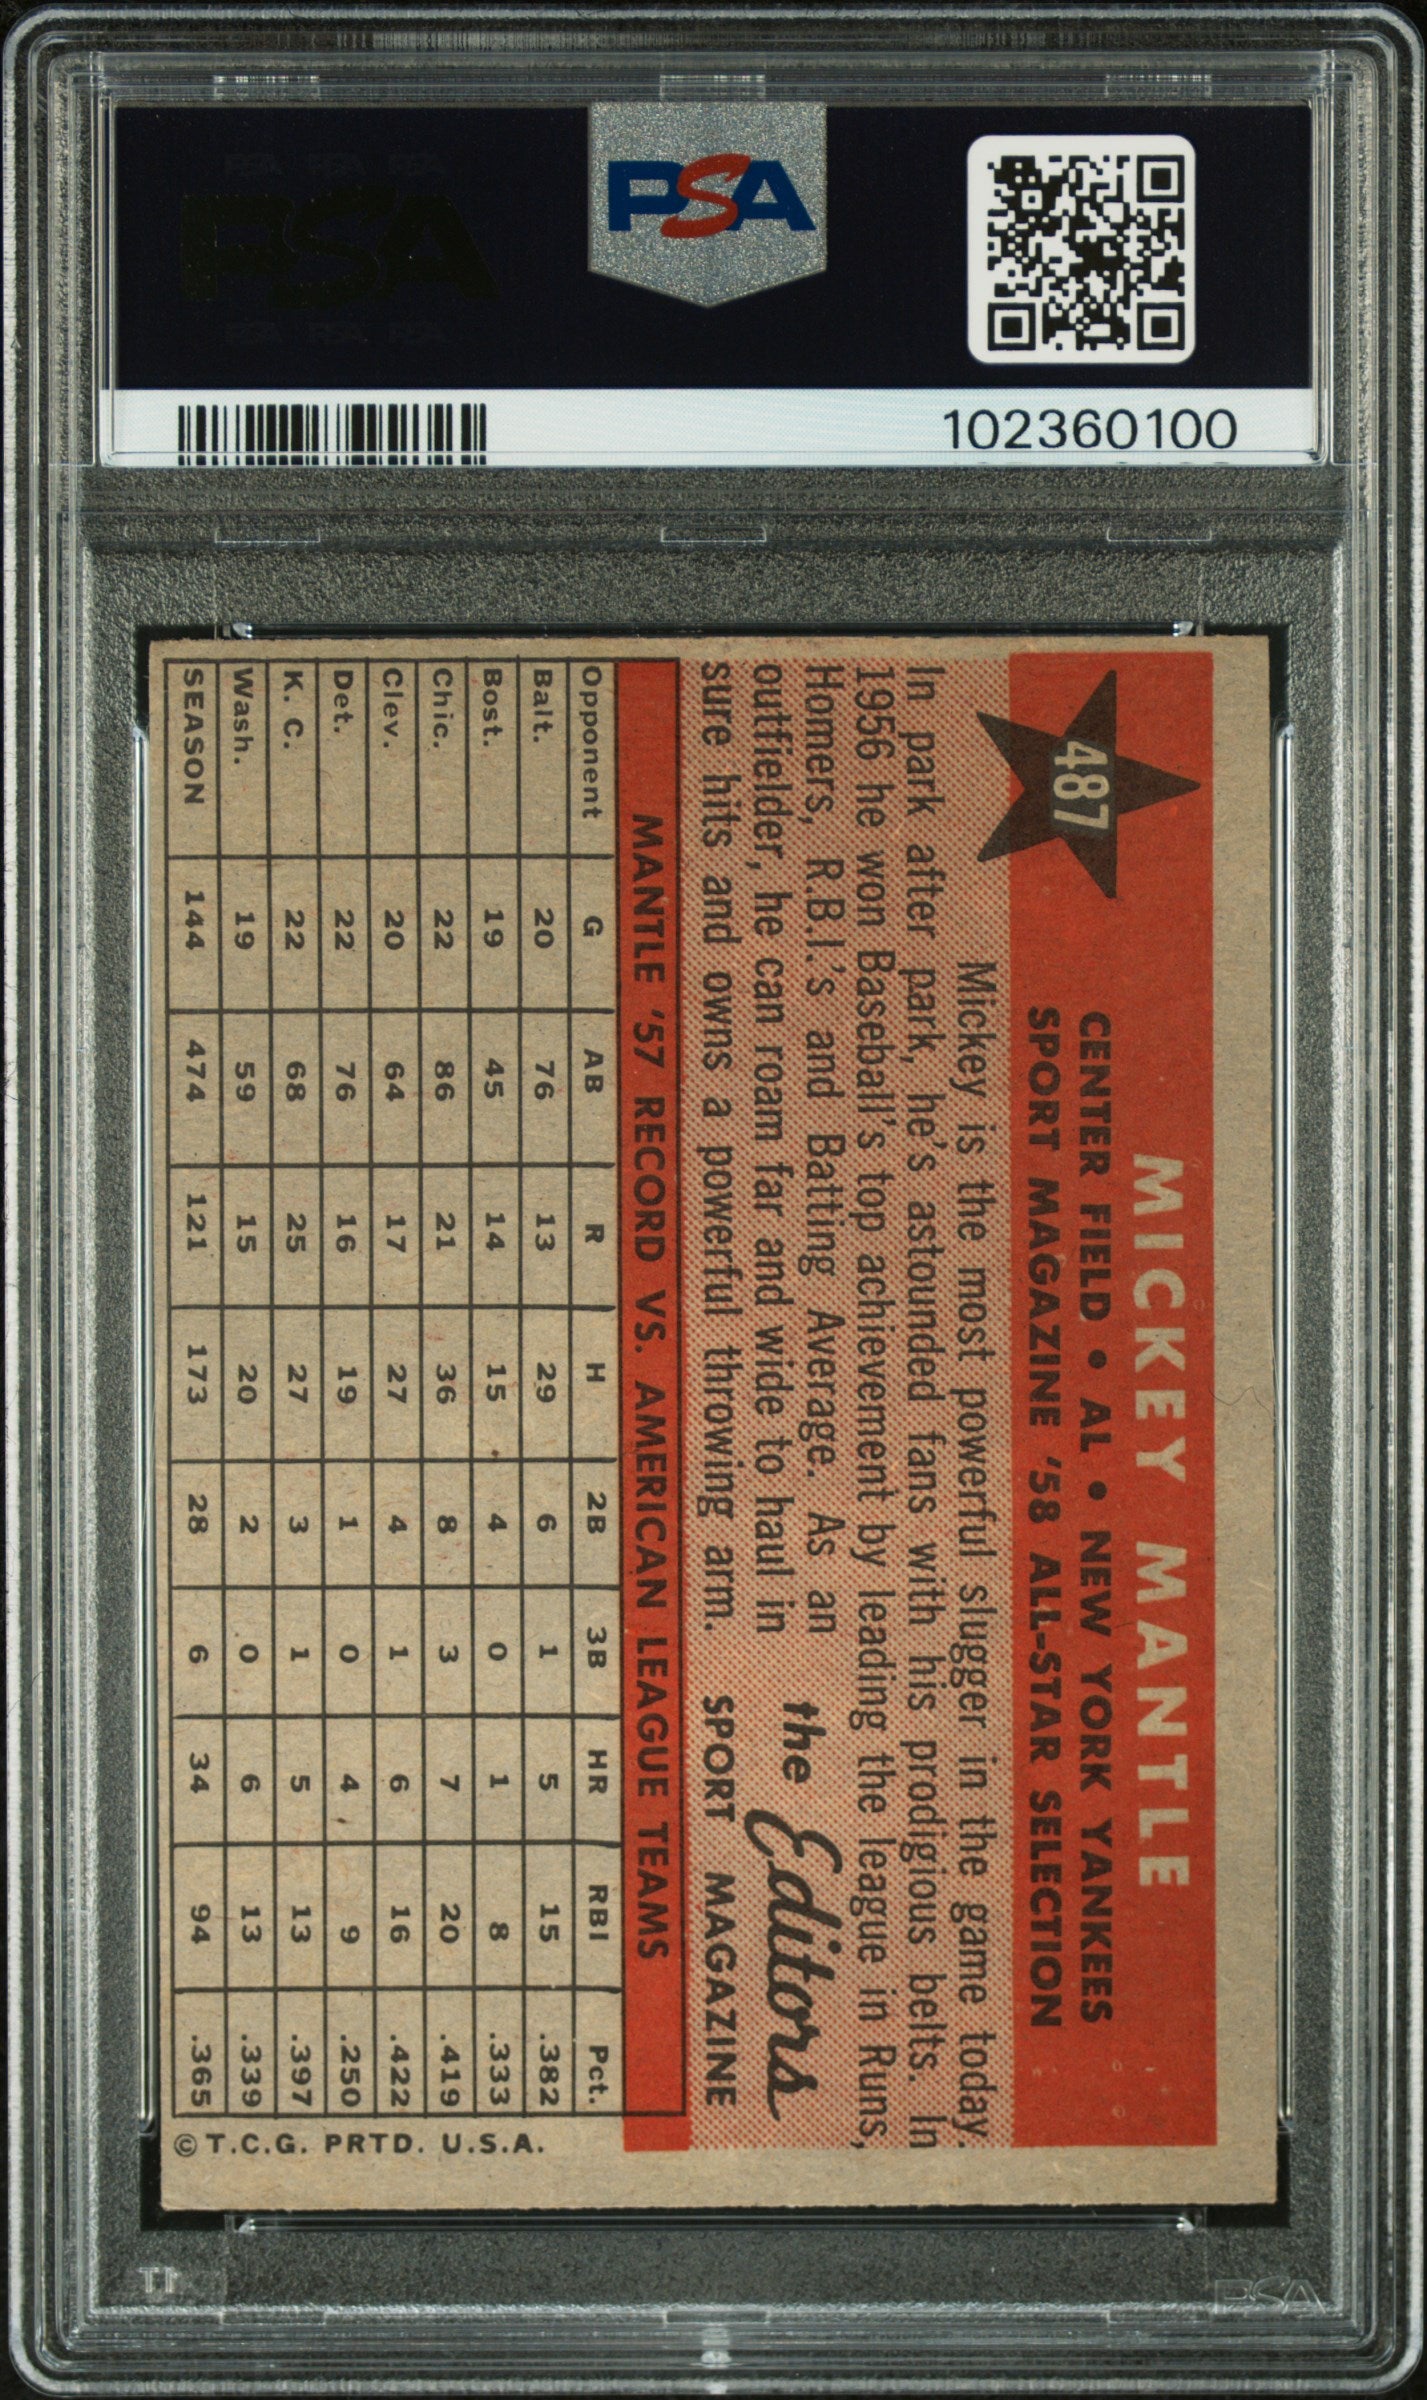 PSA
102360100
487
MICKEY MANTLE
CENTER FIELD • AL • NEW YORK YANKEES
SPORT MAGAZINE '58 ALL-STAR SELECTION
Mickey is the most powerful slugger in the game today.
In park after park, he's astounded fans with his prodigious belts. In
1956 he won Baseball's top achievement by leading the league in Runs,
Homers, R.B.I.'s and Batting Average. As an
outfielder, he can roam far and wide to haul in
sure hits and owns a powerful throwing arm.
the Editors
SPORT MAGAZINE
MANTLE '57 RECORD VS. AMERICAN LEAGUE TEAMS
Opponent G AB R H 2B 3B HR RBI Pct.
Balt. 20 76 13 29 6 1 5 15 .382
Bost. 19 45 14 15 4 0 1 8 .333
Chic. 22 86 21 36 8 3 7 20 .419
Clev. 20 64 17 27 4 1 6 16 .422
Det. 22 76 16 19 1 0 4 9 .250
K. C. 22 68 25 27 3 1 5 13 .397
Wash. 19 59 15 20 2 0 6 13 .339
SEASON 144 474 121 173 28 6 34 94 .365
© T.C.G. PRTD. U.S.A.
PSA